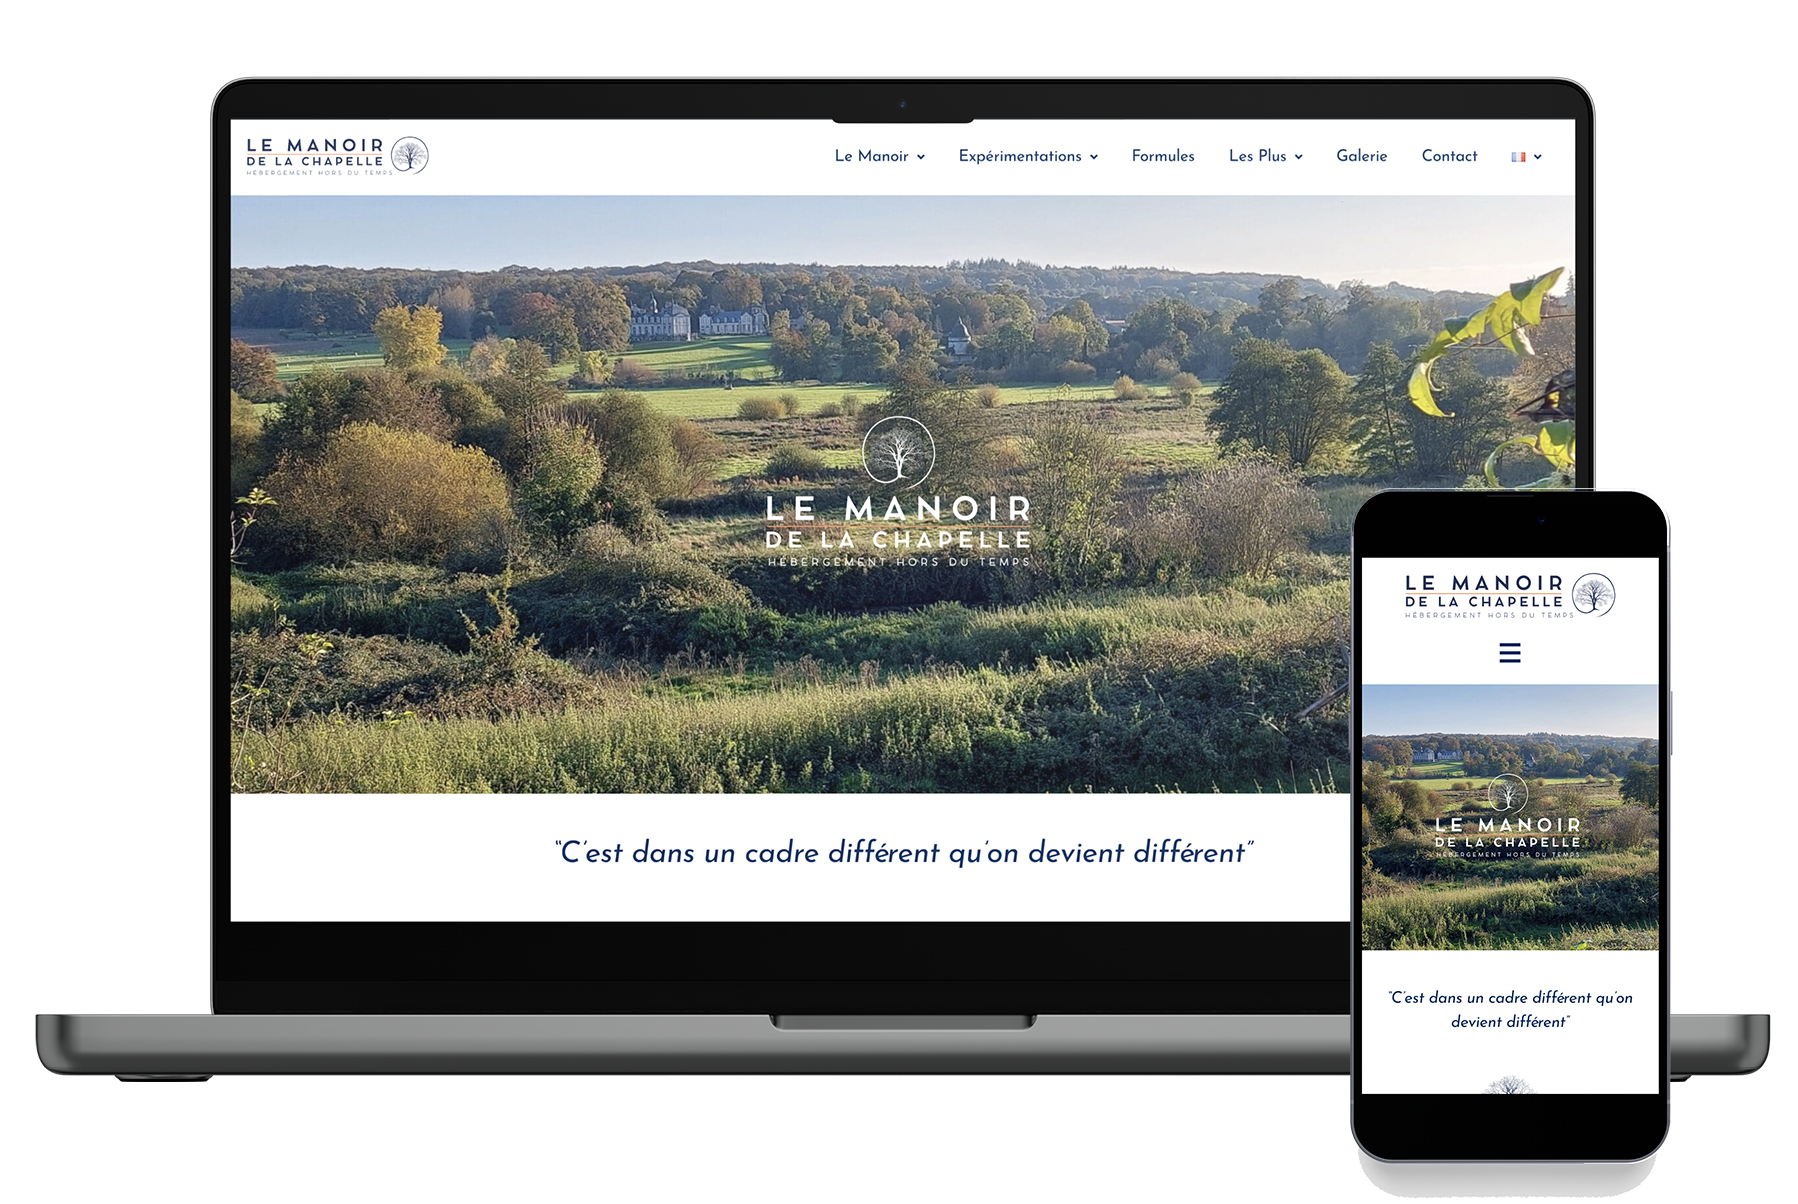 LE MANOIR
DE LA CHAPELLE
HÉBERGEMENT HORS DU TEMPS
Le Manoir Expérimentations Formules Les Plus Galerie Contact
LE MANOIR
DE LA CHAPELLE
HÉBERGEMENT HORS DU TEMPS
“C’est dans un cadre différent qu’on devient différent”
LE MANOIR
DE LA CHAPELLE
HÉBERGEMENT HORS DU TEMPS
LE MANOIR
DE LA CHAPELLE
HÉBERGEMENT HORS DU TEMPS
“C’est dans un cadre différent qu’on
devient différent”